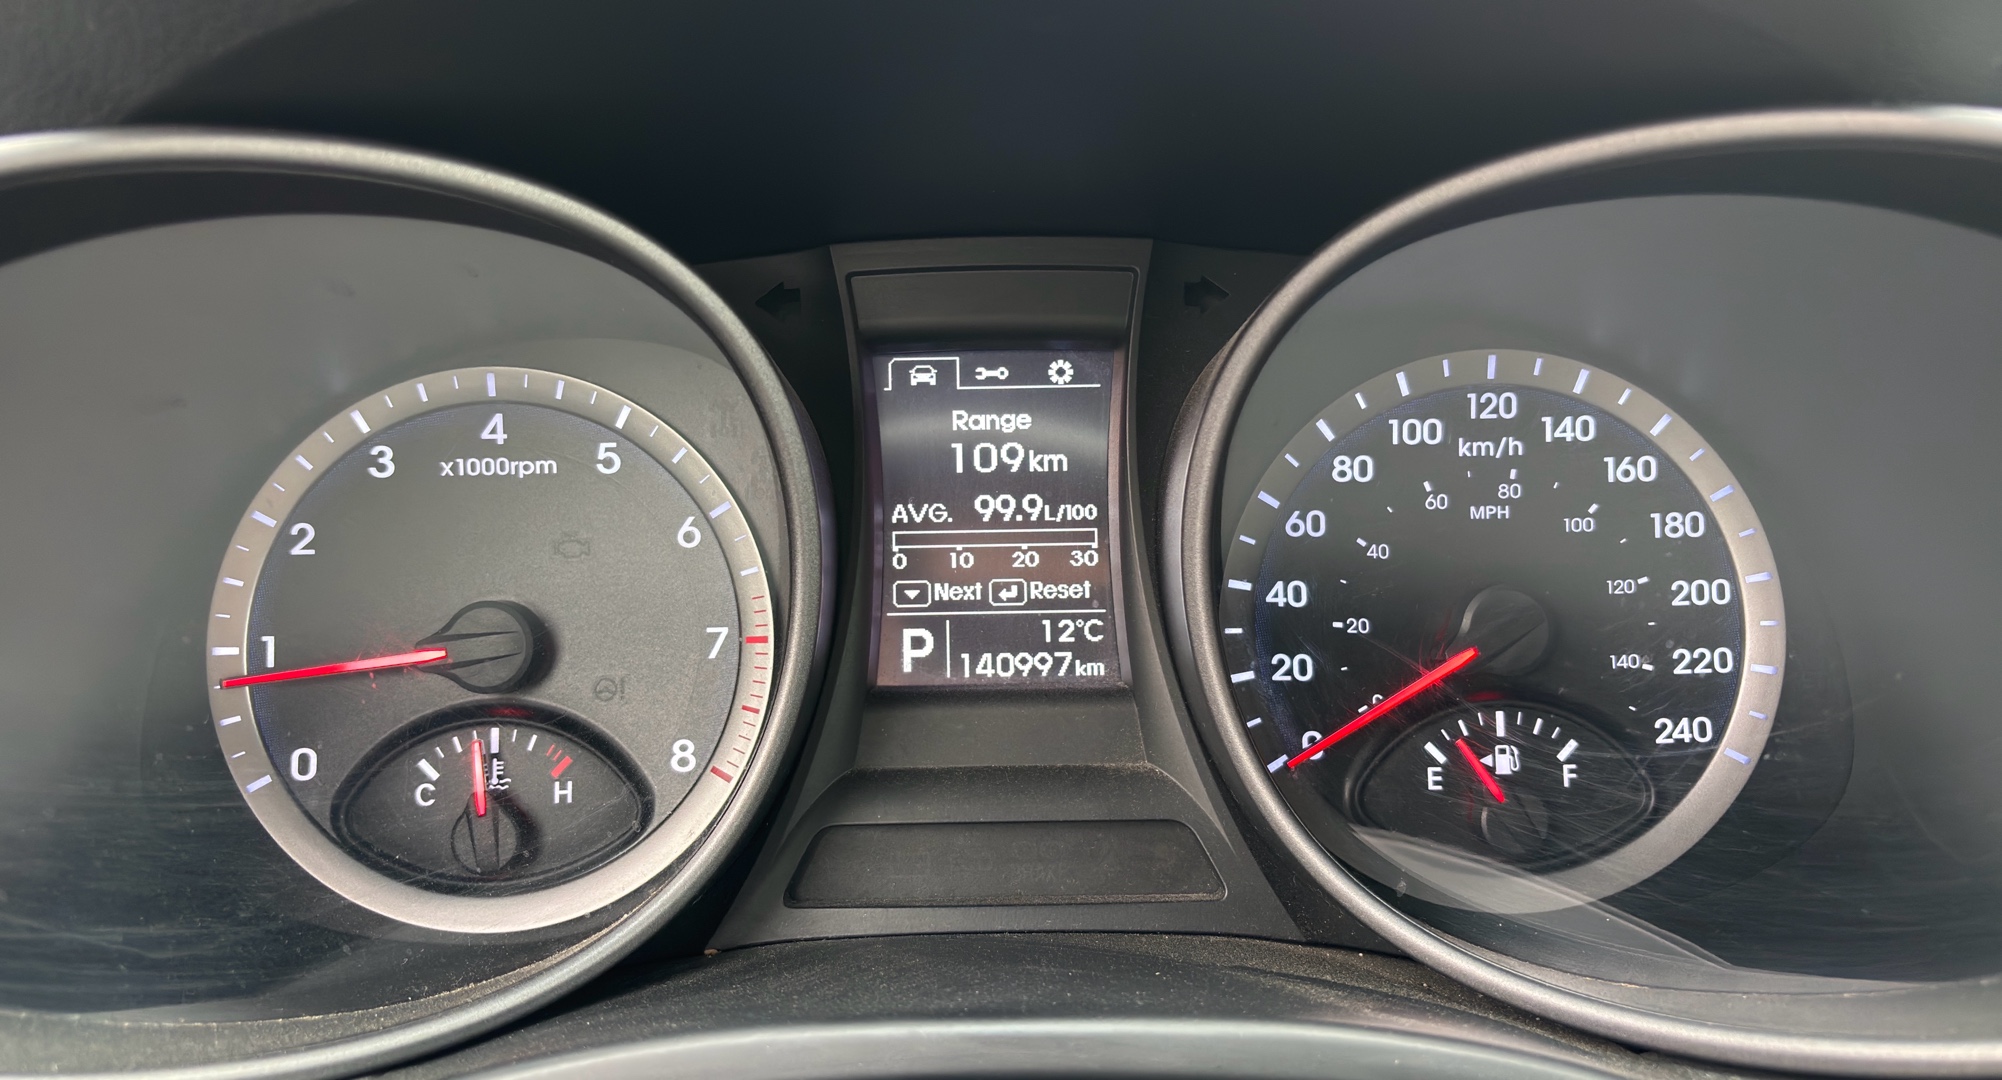 Range
109km
AVG. 99.9L/100
0 10 20 30
Next Reset
P
12°C
140997km
0 1 2 3 4 5 6 7 8
x1000rpm
C H
0 20 40 60 80 100 120 140 160 180 200 220 240
km/h
20 40 60 80 100 120 140
MPH
E F